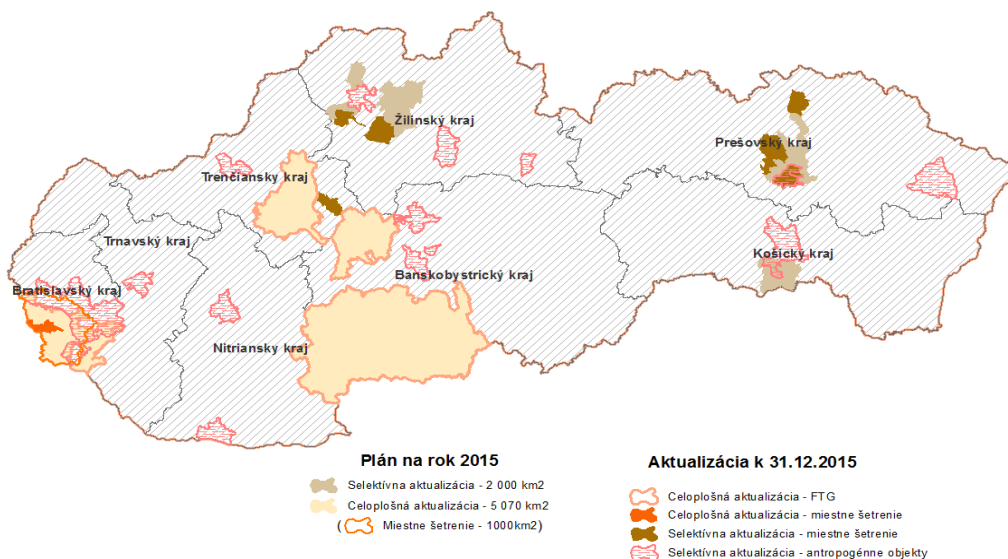 Žilinský kraj
Prešovský kraj
Trenčiansky kraj
Trnavský kraj
Košický kraj
Banskobystrický kraj
Bratislavský kraj
Nitriansky kraj
Plán na rok 2015
Selektívna aktualizácia - 2 000 km2
Celoplošná aktualizácia - 5 070 km2
( Miestne šetrenie - 1000km2)
Aktualizácia k 31.12.2015
Celoplošná aktualizácia - FTG
Celoplošná aktualizácia - miestne šetrenie
Selektívna aktualizácia - miestne šetrenie
Selektívna aktualizácia - antropogénne objekty